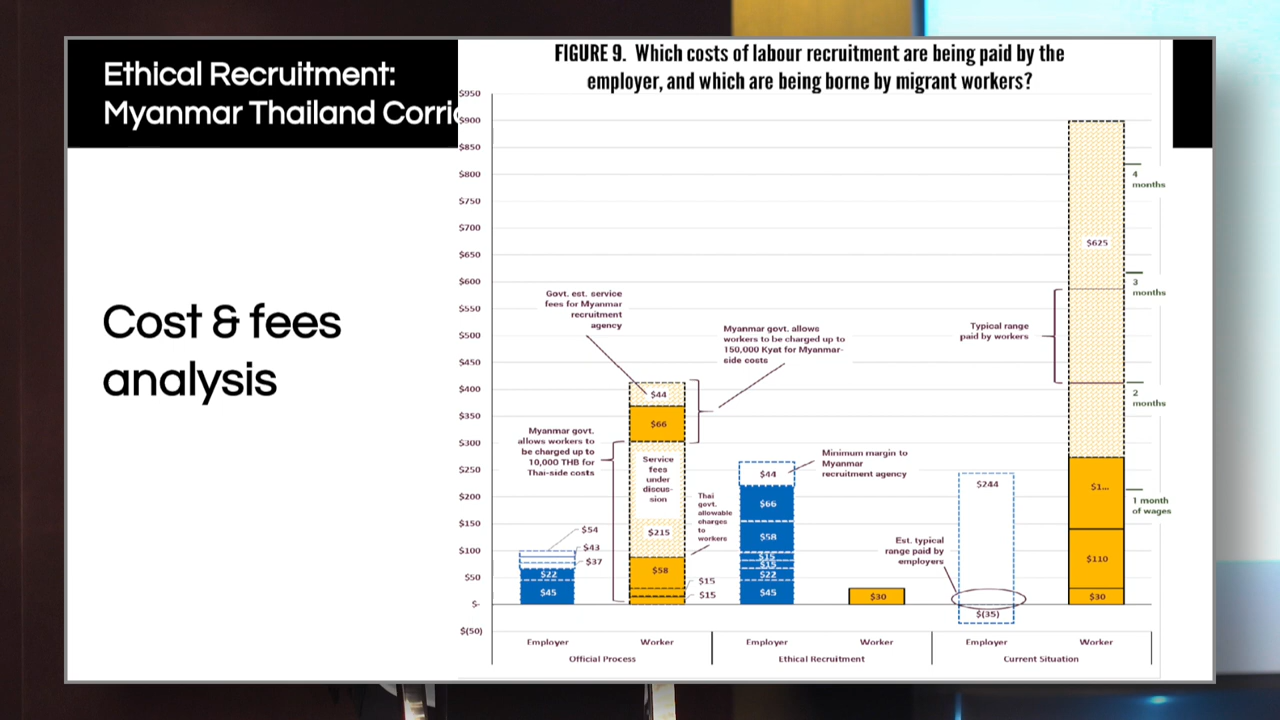 Ethical Recruitment:
Myanmar Thailand Corri
Cost & fees
analysis
FIGURE 9. Which costs of labour recruitment are being paid by the
employer, and which are being borne by migrant workers?
$950
$900
$850
$800
$750
$700
$650
$600
$550
$500
$450
$400
$350
$300
$250
$200
$150
$100
$50
$-
$(50)
Govt. est. service
fees for Myanmar
recruitment
agency
Myanmar govt. allows
workers to be charged up to
150,000 Kyat for Myanmar-
side costs
Myanmar govt.
allows workers to
be charged up to
10,000 THB for
Thai-side costs
$54
$43
$37
$22
$45
$44
$66
Service
fees
under
discus-
sion
$215
$58
$15
$15
Thai
govt.
allowable
charges
to
workers
Minimum margin to
Myanmar
recruitment agency
$44
$66
$58
$15
$15
$22
$45
$30
Est. typical
range paid by
employers
$244
$(35)
Typical range
paid by workers
$625
$1...
$110
$30
4
months
3
months
2
months
1 month
of wages
Employer
Worker
Employer
Worker
Employer
Worker
Official Process
Ethical Recruitment
Current Situation